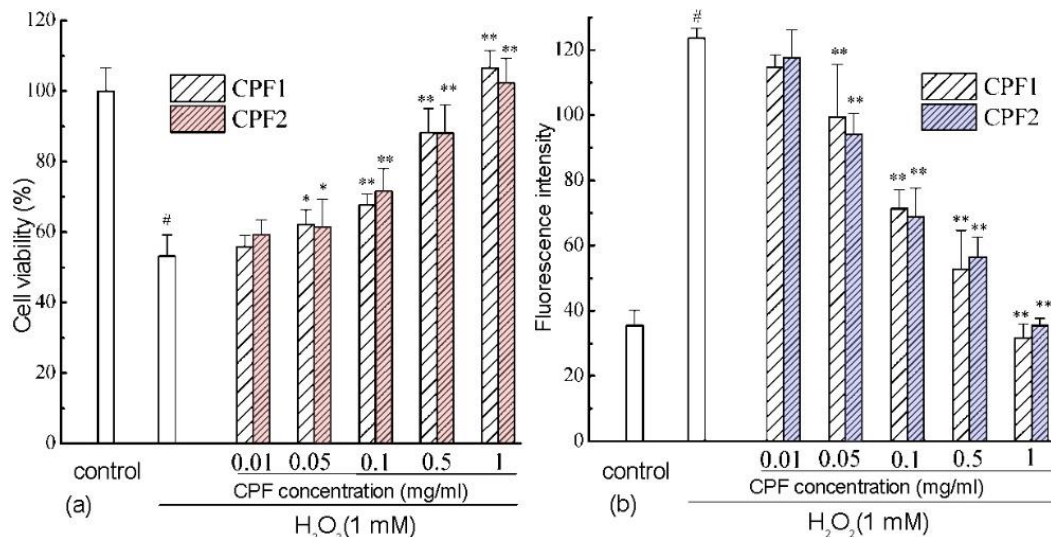 120
100
80
60
40
20
0
Cell viability (%)
CPF1
CPF2
#
*
*
**
**
**
**
**
**
control
0.01 0.05 0.1 0.5 1
CPF concentration (mg/ml)
(a)
H₂O₂(1 mM)
120
100
80
60
40
20
0
Fluorescence intensity
CPF1
CPF2
#
**
**
**
**
**
**
**
**
control
0.01 0.05 0.1 0.5 1
CPF concentration (mg/ml)
(b)
H₂O₂(1 mM)